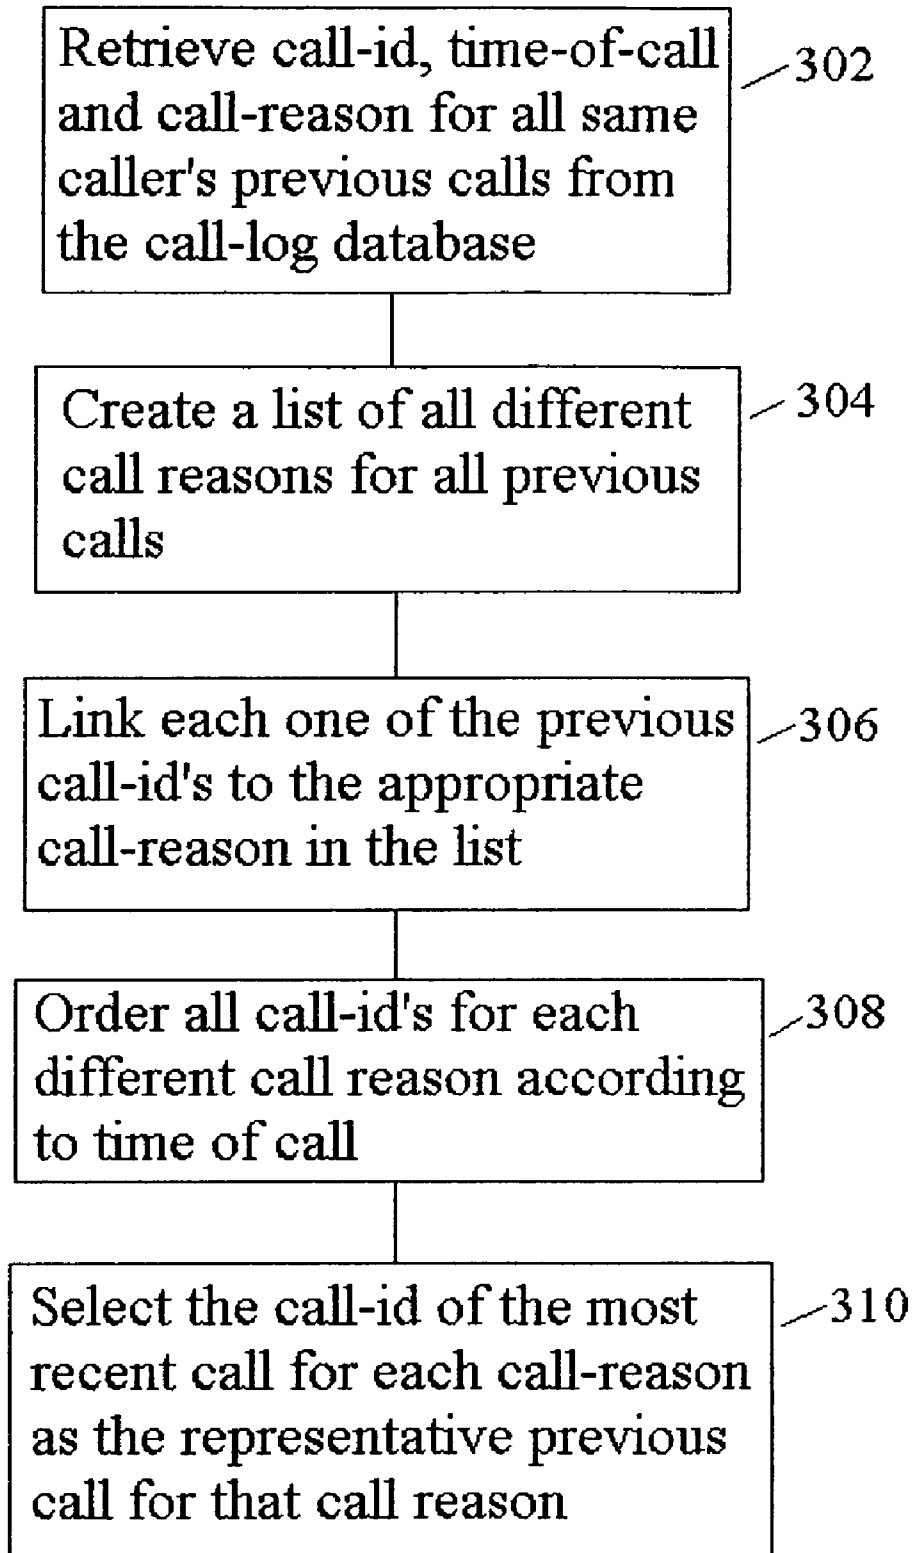 Retrieve call-id, time-of-call
and call-reason for all same
caller's previous calls from
the call-log database
302
Create a list of all different
call reasons for all previous
calls
304
Link each one of the previous
call-id's to the appropriate
call-reason in the list
306
Order all call-id's for each
different call reason according
to time of call
308
Select the call-id of the most
recent call for each call-reason
as the representative previous
call for that call reason
310